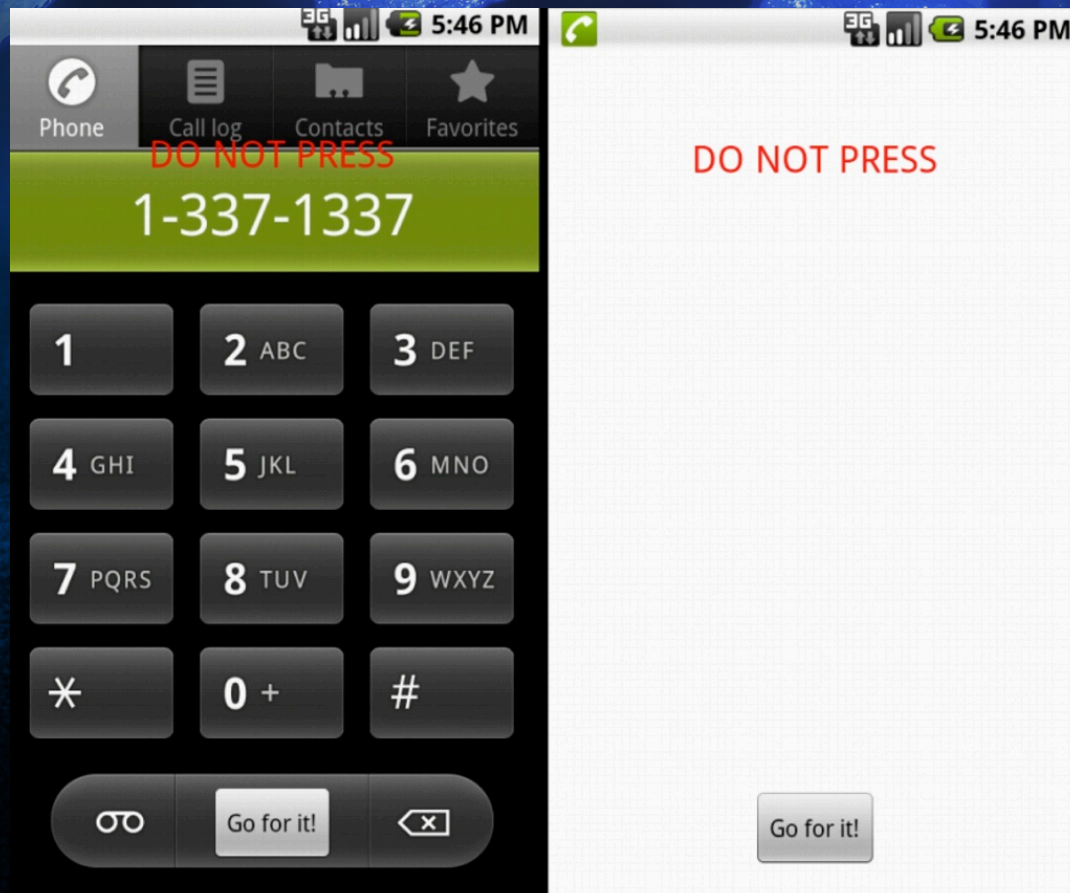 3G 5:46 PM
Phone Call log Contacts Favorites
DO NOT PRESS
1-337-1337
1 2 ABC 3 DEF
4 GHI 5 JKL 6 MNO
7 PQRS 8 TUV 9 WXYZ
* 0 + #
Go for it!
3G 5:46 PM
DO NOT PRESS
Go for it!